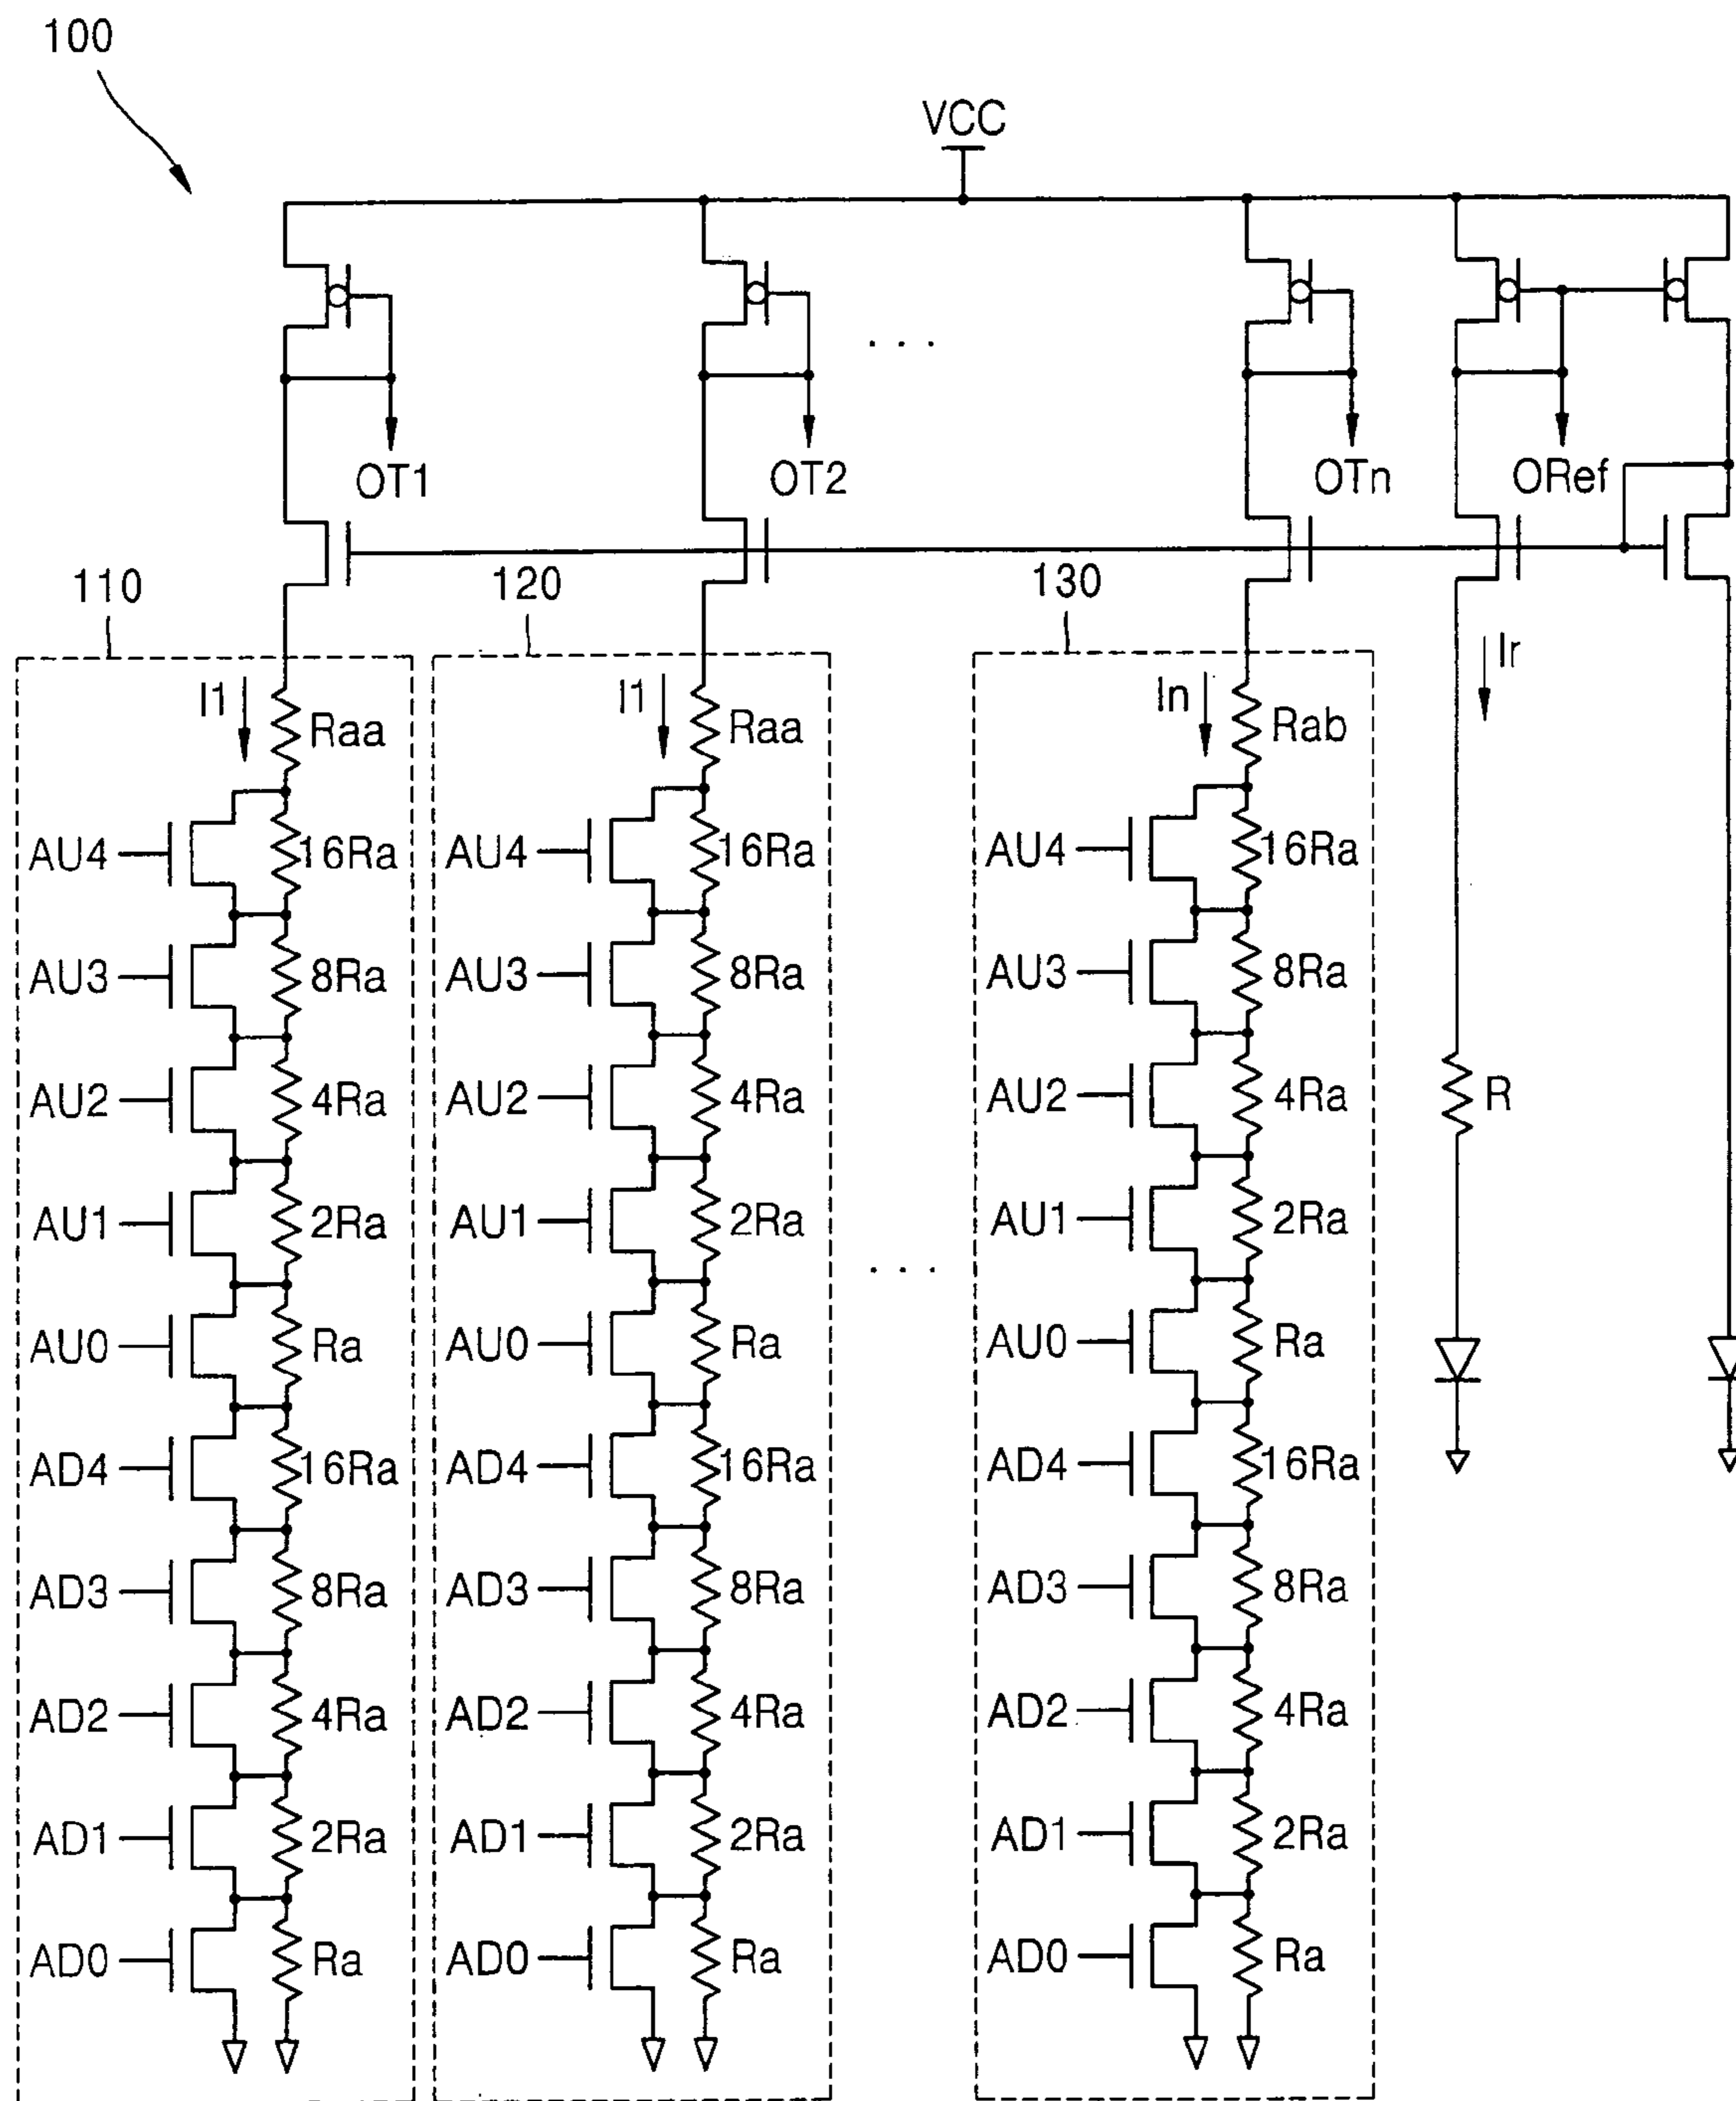 100
VCC
. . .
OT1
OT2
OTn
ORef
110
120
130
I1
Raa
I1
Raa
In
Rab
Ir
AU4
16Ra
AU4
16Ra
AU4
16Ra
AU3
8Ra
AU3
8Ra
AU3
8Ra
AU2
4Ra
AU2
4Ra
AU2
4Ra
R
AU1
2Ra
AU1
2Ra
AU1
2Ra
. . .
AU0
Ra
AU0
Ra
AU0
Ra
AD4
16Ra
AD4
16Ra
AD4
16Ra
AD3
8Ra
AD3
8Ra
AD3
8Ra
AD2
4Ra
AD2
4Ra
AD2
4Ra
AD1
2Ra
AD1
2Ra
AD1
2Ra
AD0
Ra
AD0
Ra
AD0
Ra